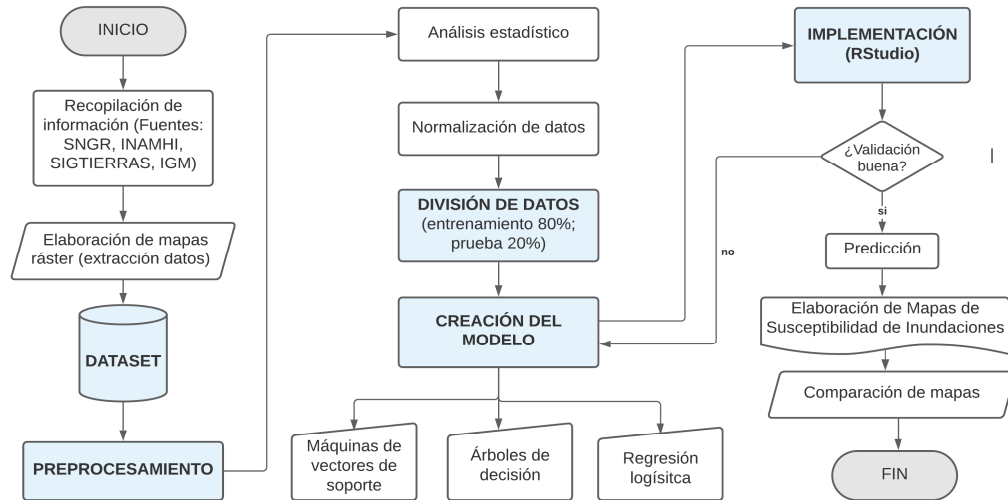 INICIO
Recopilación de
información (Fuentes:
SNGR, INAMHI,
SIGTIERRAS, IGM)
Elaboración de mapas
ráster (extracción datos)
DATASET
PREPROCESAMIENTO
Análisis estadístico
Normalización de datos
DIVISIÓN DE DATOS
(entrenamiento 80%;
prueba 20%)
CREACIÓN DEL
MODELO
Máquinas de
vectores de
soporte
Árboles de
decisión
Regresión
logísitca
IMPLEMENTACIÓN
(RStudio)
¿Validación
buena?
no
si
Predicción
Elaboración de Mapas de
Susceptibilidad de Inundaciones
Comparación de mapas
FIN